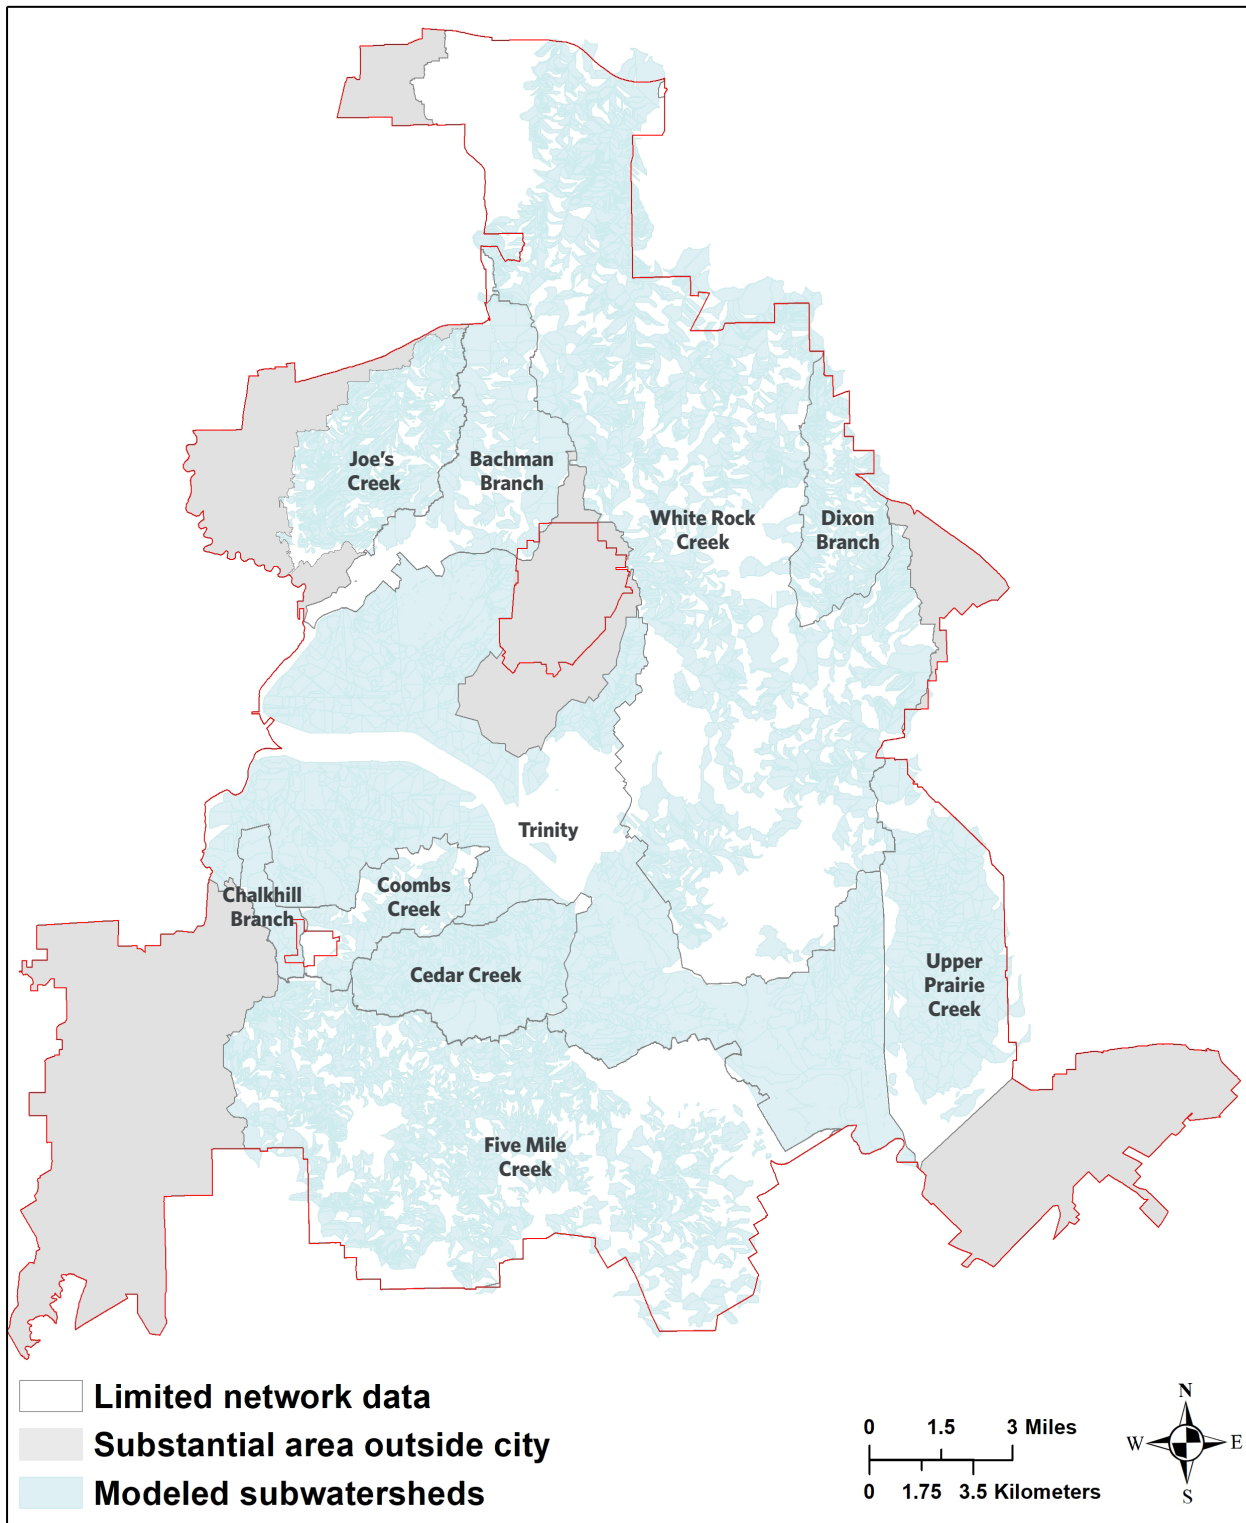 Joe's
Creek
Bachman
Branch
White Rock
Creek
Dixon
Branch
Trinity
Chalkhill
Branch
Coombs
Creek
Cedar Creek
Upper
Prairie
Creek
Five Mile
Creek
Limited network data
Substantial area outside city
Modeled subwatersheds
0 1.5 3 Miles
0 1.75 3.5 Kilometers
N
W E
S